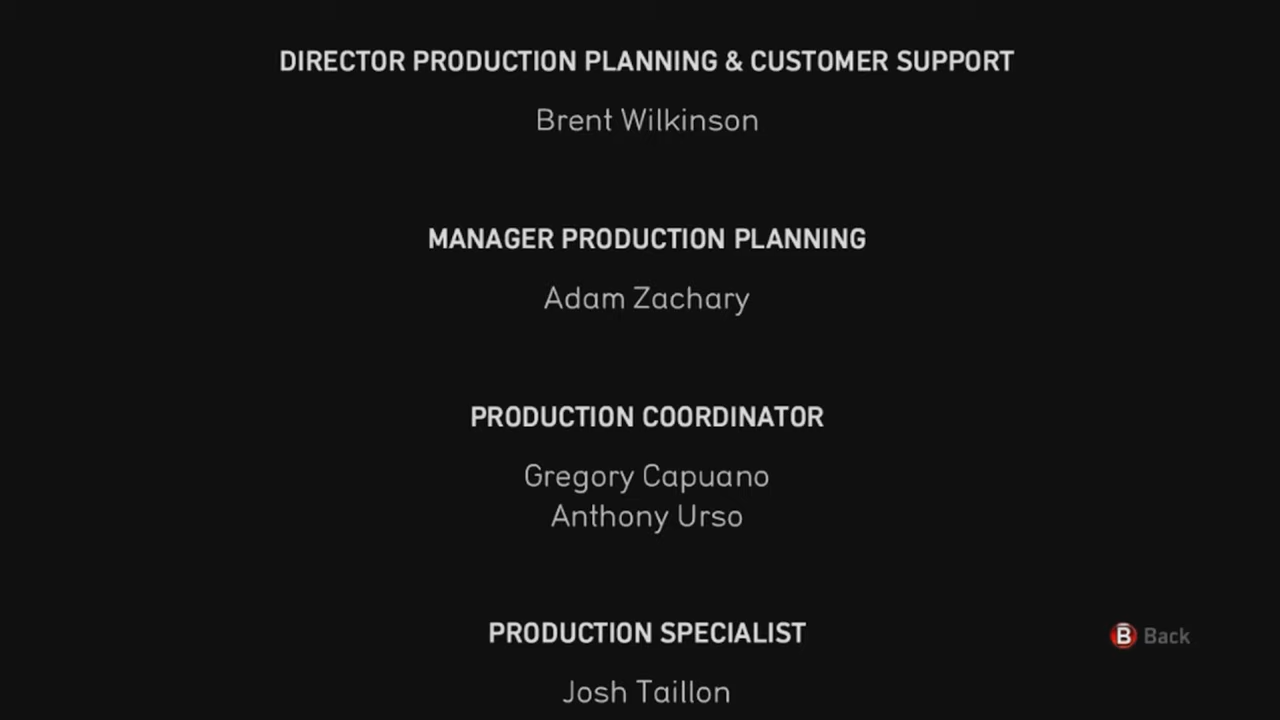 DIRECTOR PRODUCTION PLANNING & CUSTOMER SUPPORT
Brent Wilkinson
MANAGER PRODUCTION PLANNING
Adam Zachary
PRODUCTION COORDINATOR
Gregory Capuano
Anthony Urso
PRODUCTION SPECIALIST
B Back
Josh Taillon